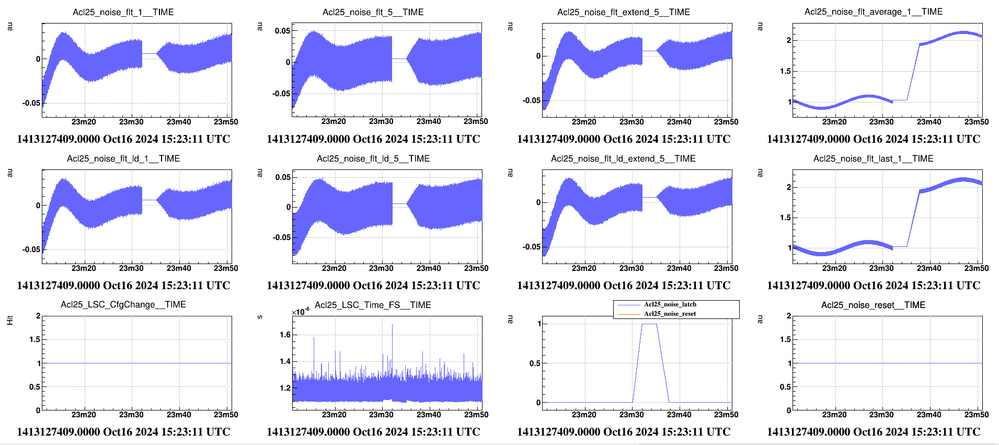 Acl25_noise_flt_1__TIME
au
0
-0.05
23m20 23m30 23m40 23m50
1413127409.0000 Oct16 2024 15:23:11 UTC
Acl25_noise_flt_5__TIME
au
0.05
0
-0.05
23m20 23m30 23m40 23m50
1413127409.0000 Oct16 2024 15:23:11 UTC
Acl25_noise_flt_extend_5__TIME
au
0
-0.05
23m20 23m30 23m40 23m50
1413127409.0000 Oct16 2024 15:23:11 UTC
Acl25_noise_flt_average_1__TIME
au
2
1.5
1
23m20 23m30 23m40 23m50
1413127409.0000 Oct16 2024 15:23:11 UTC
Acl25_noise_flt_ld_1__TIME
au
0
-0.05
23m20 23m30 23m40 23m50
1413127409.0000 Oct16 2024 15:23:11 UTC
Acl25_noise_flt_ld_5__TIME
au
0.05
0
-0.05
23m20 23m30 23m40 23m50
1413127409.0000 Oct16 2024 15:23:11 UTC
Acl25_noise_flt_ld_extend_5__TIME
au
0
-0.05
23m20 23m30 23m40 23m50
1413127409.0000 Oct16 2024 15:23:11 UTC
Acl25_noise_flt_last_1__TIME
au
2
1.5
1
23m20 23m30 23m40 23m50
1413127409.0000 Oct16 2024 15:23:11 UTC
Acl25_LSC_CfgChange__TIME
Hit
2
1.5
1
0.5
0
23m20 23m30 23m40 23m50
1413127409.0000 Oct16 2024 15:23:11 UTC
Acl25_LSC_Time_FS__TIME
s
×10⁻⁶
1.6
1.4
1.2
23m20 23m30 23m40 23m50
1413127409.0000 Oct16 2024 15:23:11 UTC
Acl25_noise_latch
Acl25_noise_reset
au
1
0.5
0
23m20 23m30 23m40 23m50
1413127409.0000 Oct16 2024 15:23:11 UTC
Acl25_noise_reset__TIME
au
2
1.5
1
0.5
0
23m20 23m30 23m40 23m50
1413127409.0000 Oct16 2024 15:23:11 UTC